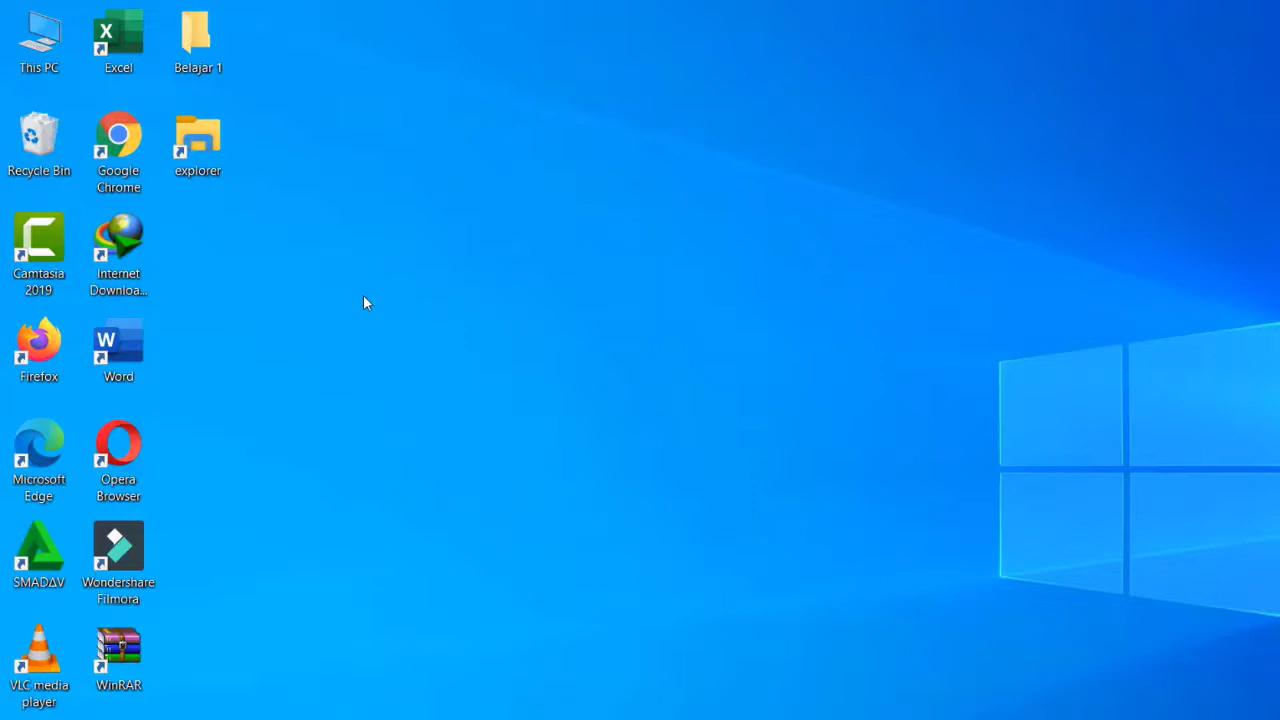 This PC
Excel
Belajar 1
Recycle Bin
Google
Chrome
explorer
Camtasia
2019
Internet
Downloa...
Firefox
Word
Microsoft
Edge
Opera
Browser
SMADΔV
Wondershare
Filmora
VLC media
player
WinRAR